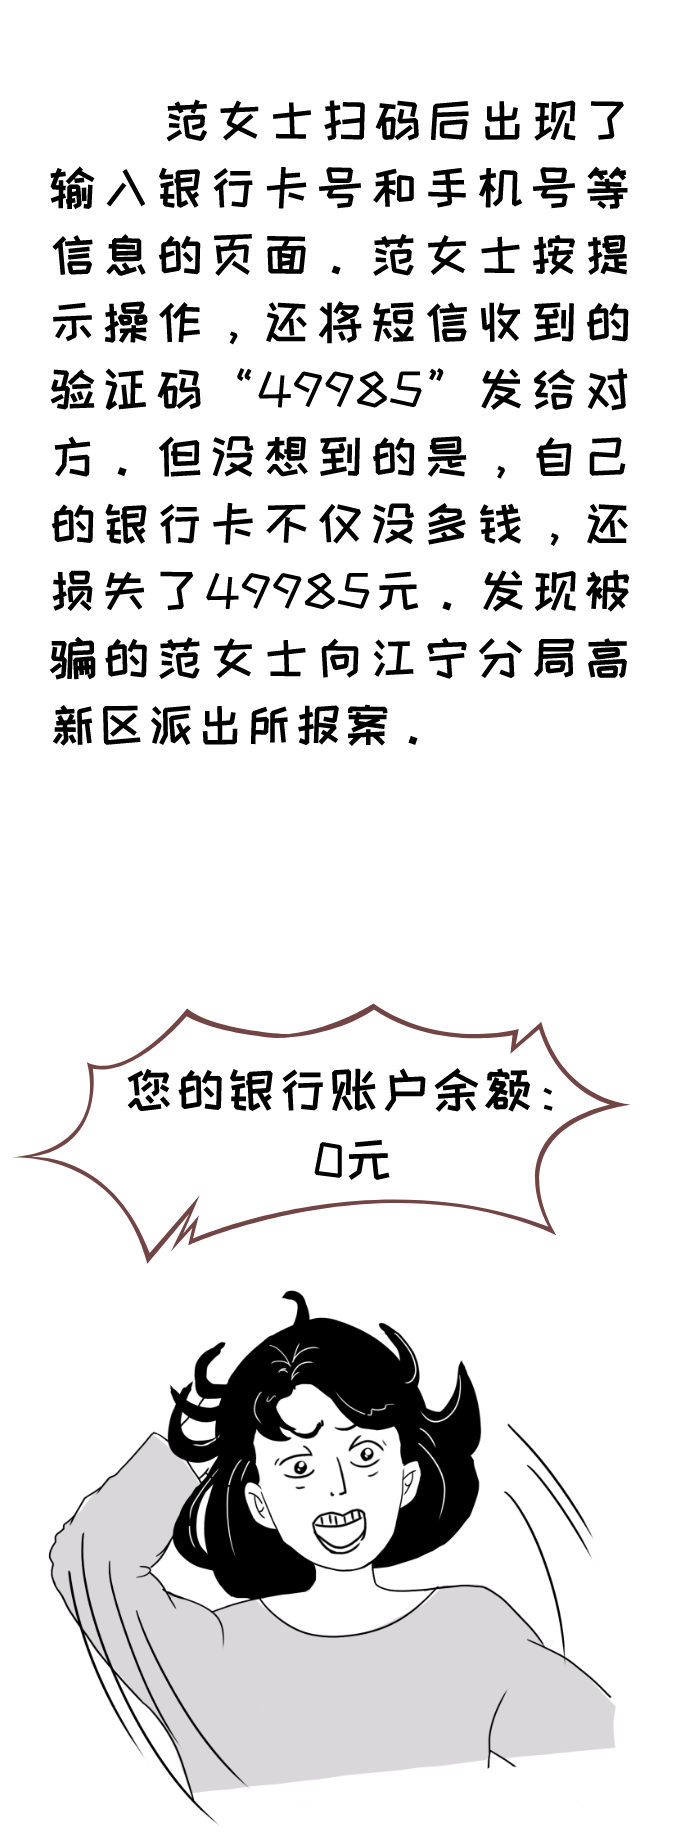 范女士扫码后出现了
输入银行卡号和手机号等
信息的页面．范女士按提
示操作，还将短信收到的
验证码“49985”发给对
方．但没想到的是，自己
的银行卡不仅没多钱，还
损失了49985元．发现被
骗的范女士向江宁分局高
新区派出所报案．
您的银行账户余额：
0元